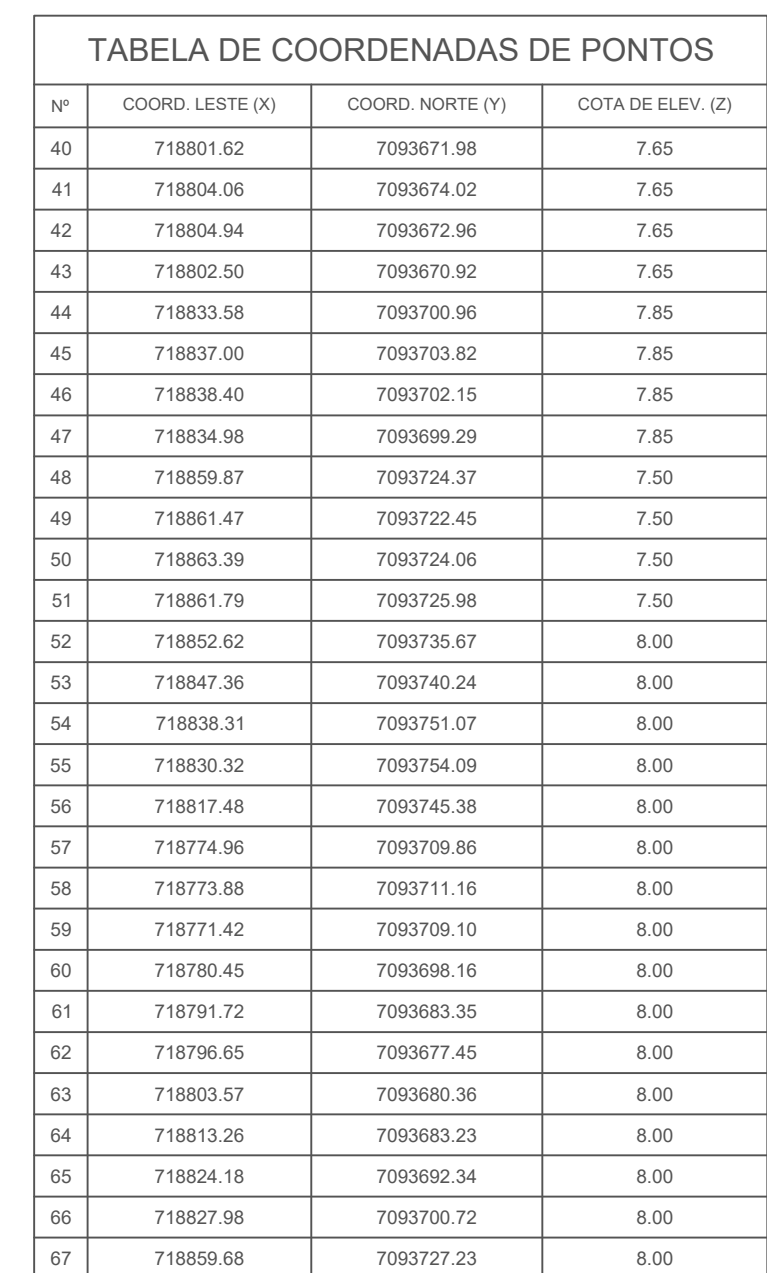 TABELA DE COORDENADAS DE PONTOS
Nº COORD. LESTE (X) COORD. NORTE (Y) COTA DE ELEV. (Z)
40 718801.62 7093671.98 7.65
41 718804.06 7093674.02 7.65
42 718804.94 7093672.96 7.65
43 718802.50 7093670.92 7.65
44 718833.58 7093700.96 7.85
45 718837.00 7093703.82 7.85
46 718838.40 7093702.15 7.85
47 718834.98 7093699.29 7.85
48 718859.87 7093724.37 7.50
49 718861.47 7093722.45 7.50
50 718863.39 7093724.06 7.50
51 718861.79 7093725.98 7.50
52 718852.62 7093735.67 8.00
53 718847.36 7093740.24 8.00
54 718838.31 7093751.07 8.00
55 718830.32 7093754.09 8.00
56 718817.48 7093745.38 8.00
57 718774.96 7093709.86 8.00
58 718773.88 7093711.16 8.00
59 718771.42 7093709.10 8.00
60 718780.45 7093698.16 8.00
61 718791.72 7093683.35 8.00
62 718796.65 7093677.45 8.00
63 718803.57 7093680.36 8.00
64 718813.26 7093683.23 8.00
65 718824.18 7093692.34 8.00
66 718827.98 7093700.72 8.00
67 718859.68 7093727.23 8.00